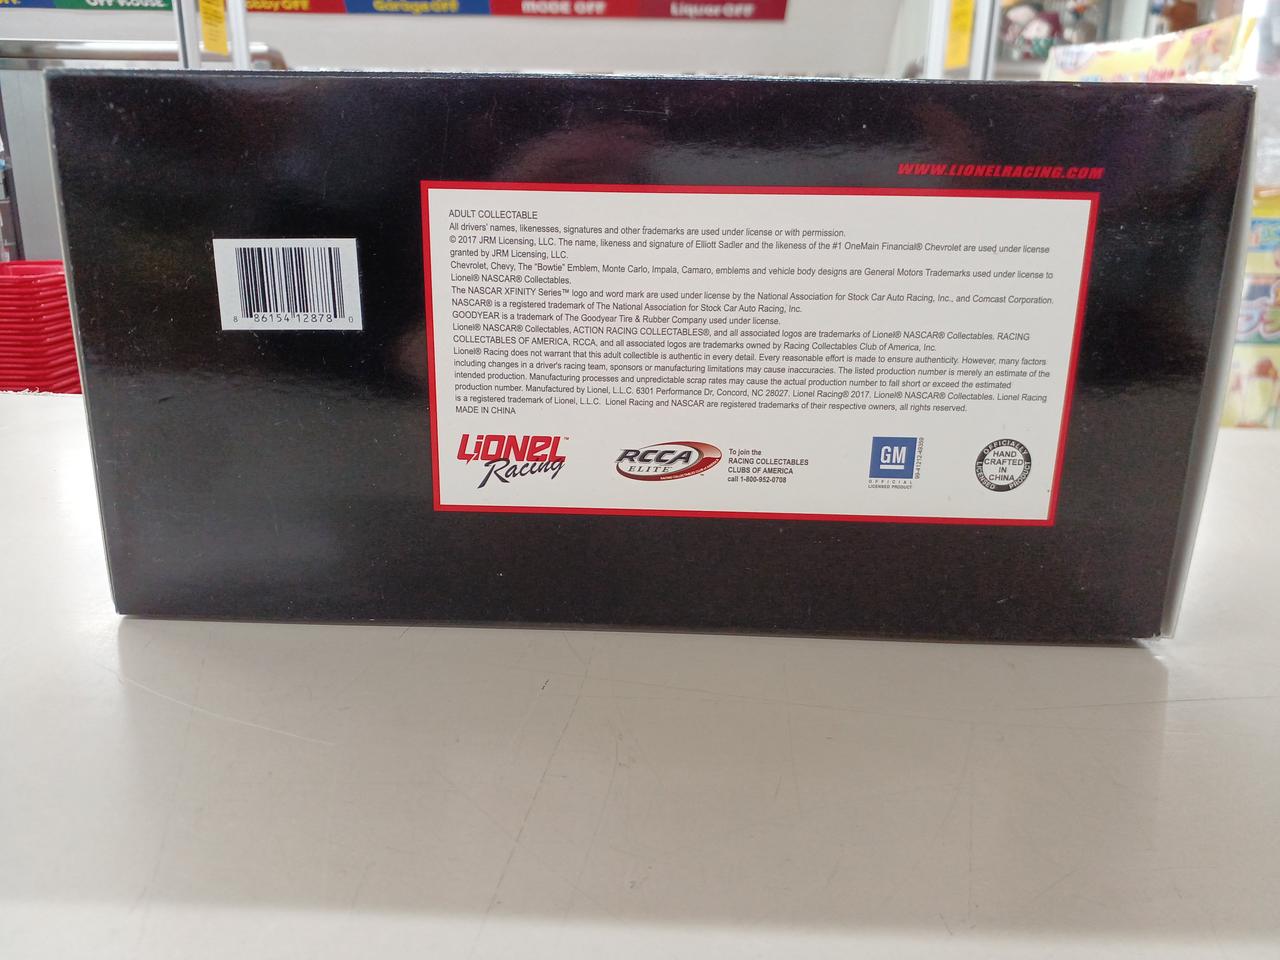 OFF HOUSE
Hobby OFF
Garage OFF
MODE OFF
Liquor OFF
WWW.LIONELRACING.COM
ADULT COLLECTABLE
All drivers' names, likenesses, signatures and other trademarks are used under license or with permission.
© 2017 JRM Licensing, LLC. The name, likeness and signature of Elliott Sadler and the likeness of the #1 OneMain Financial® Chevrolet are used under license
granted by JRM Licensing, LLC.
Chevrolet, Chevy, The "Bowtie" Emblem, Monte Carlo, Impala, Camaro, emblems and vehicle body designs are General Motors Trademarks used under license to
Lionel® NASCAR® Collectables.
The NASCAR XFINITY Series™ logo and word mark are used under license by the National Association for Stock Car Auto Racing, Inc., and Comcast Corporation.
NASCAR® is a registered trademark of The National Association for Stock Car Auto Racing, Inc.
GOODYEAR is a trademark of The Goodyear Tire & Rubber Company used under license.
Lionel® NASCAR® Collectables, ACTION RACING COLLECTABLES®, and all associated logos are trademarks of Lionel® NASCAR® Collectables. RACING
COLLECTABLES OF AMERICA, RCCA, and all associated logos are trademarks owned by Racing Collectables Club of America, Inc.
Lionel® Racing does not warrant that this adult collectible is authentic in every detail. Every reasonable effort is made to ensure authenticity. However, many factors
including changes in a driver's racing team, sponsors or manufacturing limitations may cause inaccuracies. The listed production number is merely an estimate of the
intended production. Manufacturing processes and unpredictable scrap rates may cause the actual production number to fall short or exceed the estimated
production number. Manufactured by Lionel, L.L.C. 6301 Performance Dr, Concord, NC 28027. Lionel Racing® 2017. Lionel® NASCAR® Collectables. Lionel Racing
is a registered trademark of Lionel, L.L.C. Lionel Racing and NASCAR are registered trademarks of their respective owners, all rights reserved.
MADE IN CHINA
8 86154 12878 0
LIONEL™
Racing
RCCA
ELITE
To join the
RACING COLLECTABLES
CLUBS OF AMERICA
call 1-800-952-0708
GM
OFFICIAL
LICENSED PRODUCT
OFFICIALLY
LICENSED PRODUCT
HAND
CRAFTED
IN
CHINA